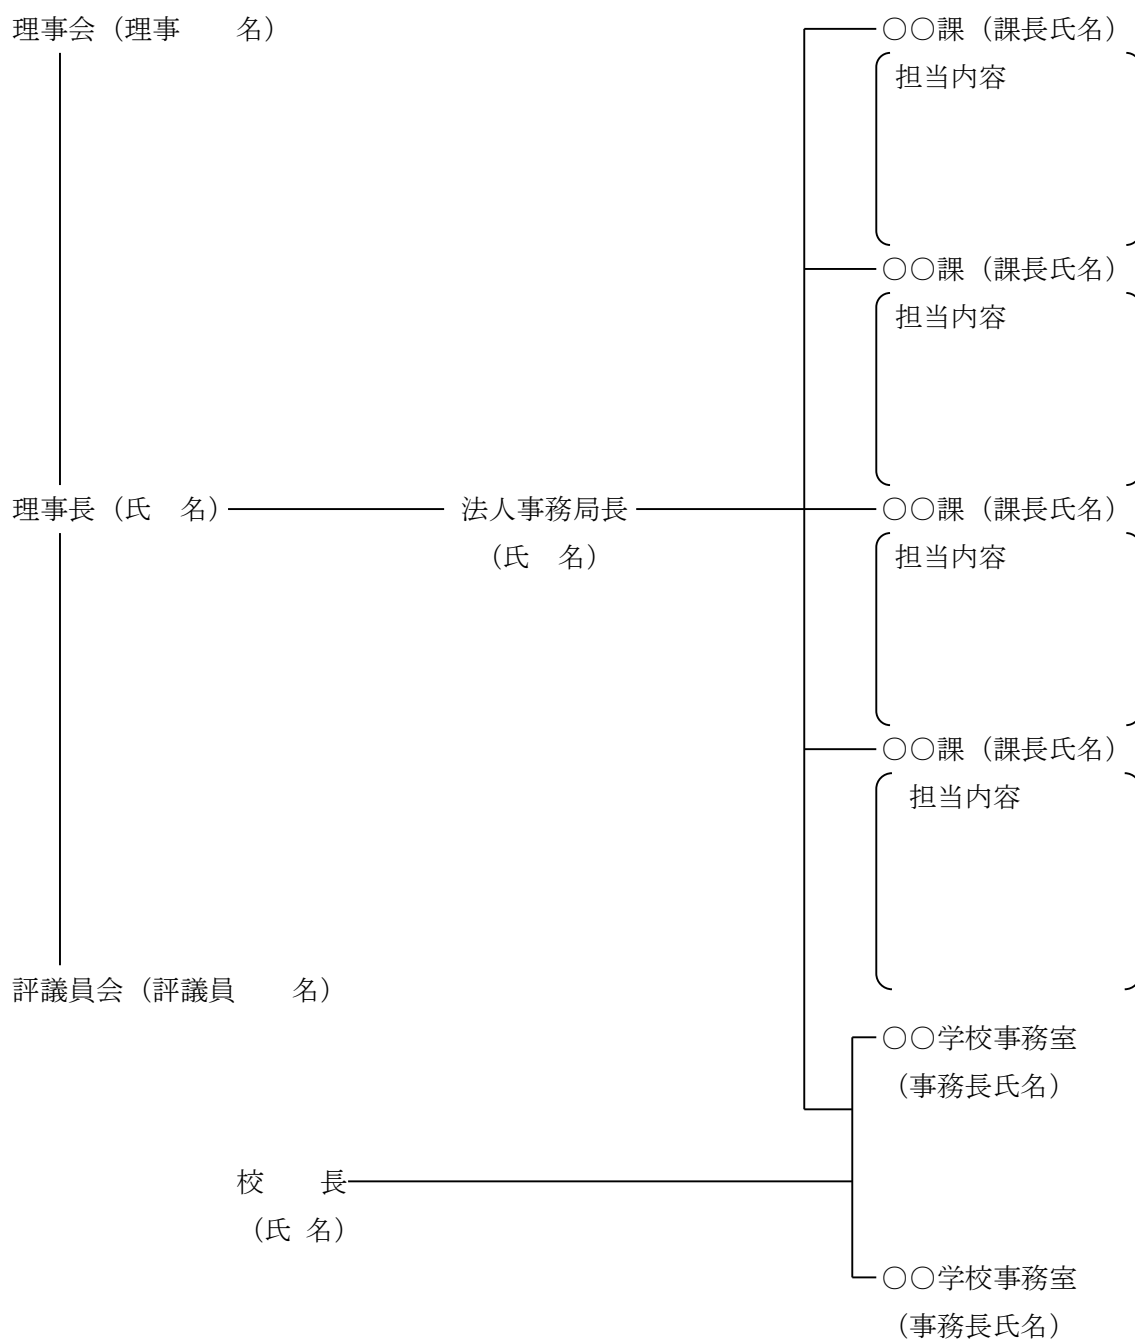 理事会（理事　　名）
○○課（課長氏名）
担当内容
○○課（課長氏名）
担当内容
理事長（氏　名）
法人事務局長
（氏　名）
○○課（課長氏名）
担当内容
○○課（課長氏名）
担当内容
評議員会（評議員　　名）
○○学校事務室
（事務長氏名）
校　　長
（氏 名）
○○学校事務室
（事務長氏名）